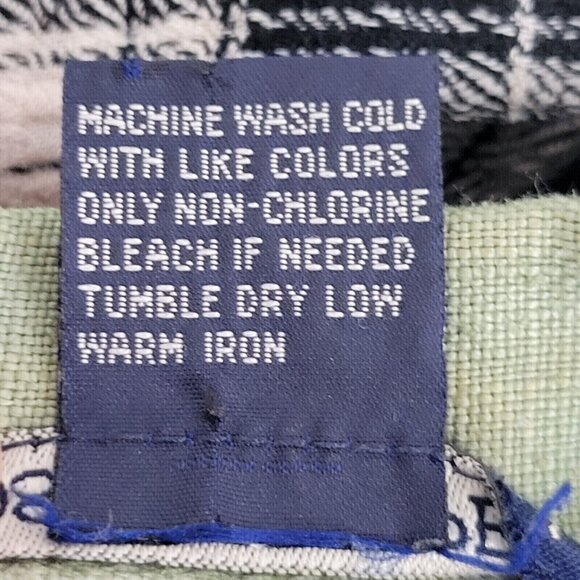 MACHINE WASH COLD
WITH LIKE COLORS
ONLY NON-CHLORINE
BLEACH IF NEEDED
TUMBLE DRY LOW
WARM IRON